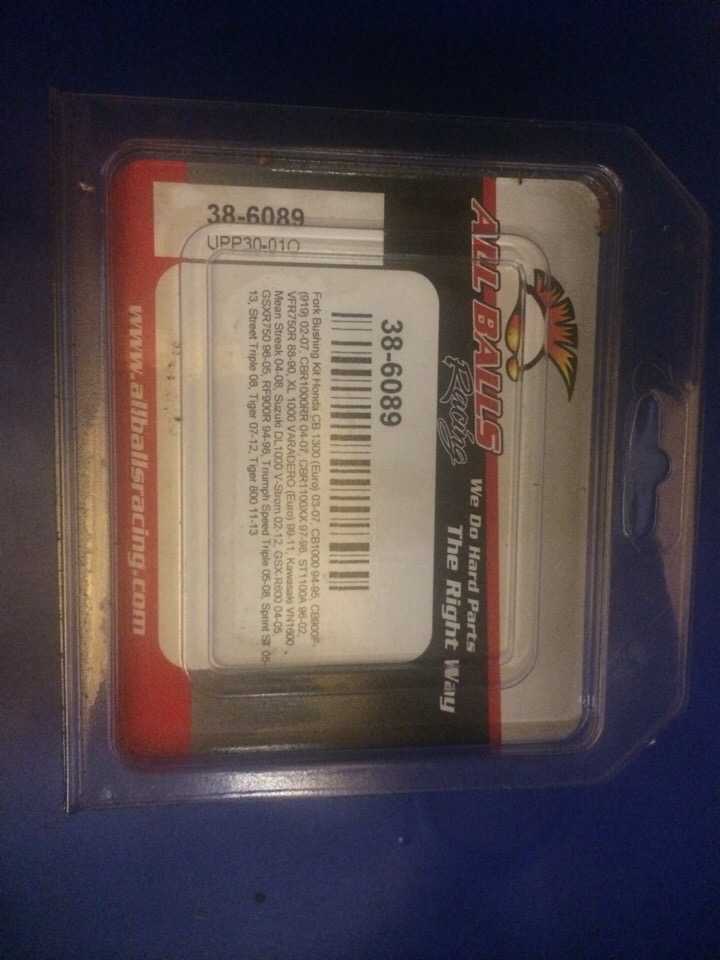 ALL BALLS
Racing
We Do Hard Parts
The Right Way
38-6089
Fork Bushing Kit Honda CB 1300 (Euro) 03-07, CB1000 94-95, CB900F
(919) 02-07, CBR1000RR 04-07, CBR1100XX 97-98, ST1100A 96-02,
VFR750R 88-90, XL 1000 VARADERO (Euro) 99-11, Kawasaki VN1600
Mean Streak 04-08, Suzuki DL1000 V-Strom 02-12, GSX-R600 04-05,
GSXR750 96-05, RF900R 94-96, Triumph Speed Triple 05-08, Sprint ST 05-
13, Street Triple 08, Tiger 07-12, Tiger 800 11-13
38-6089
UPP30-01O
www.allballsracing.com